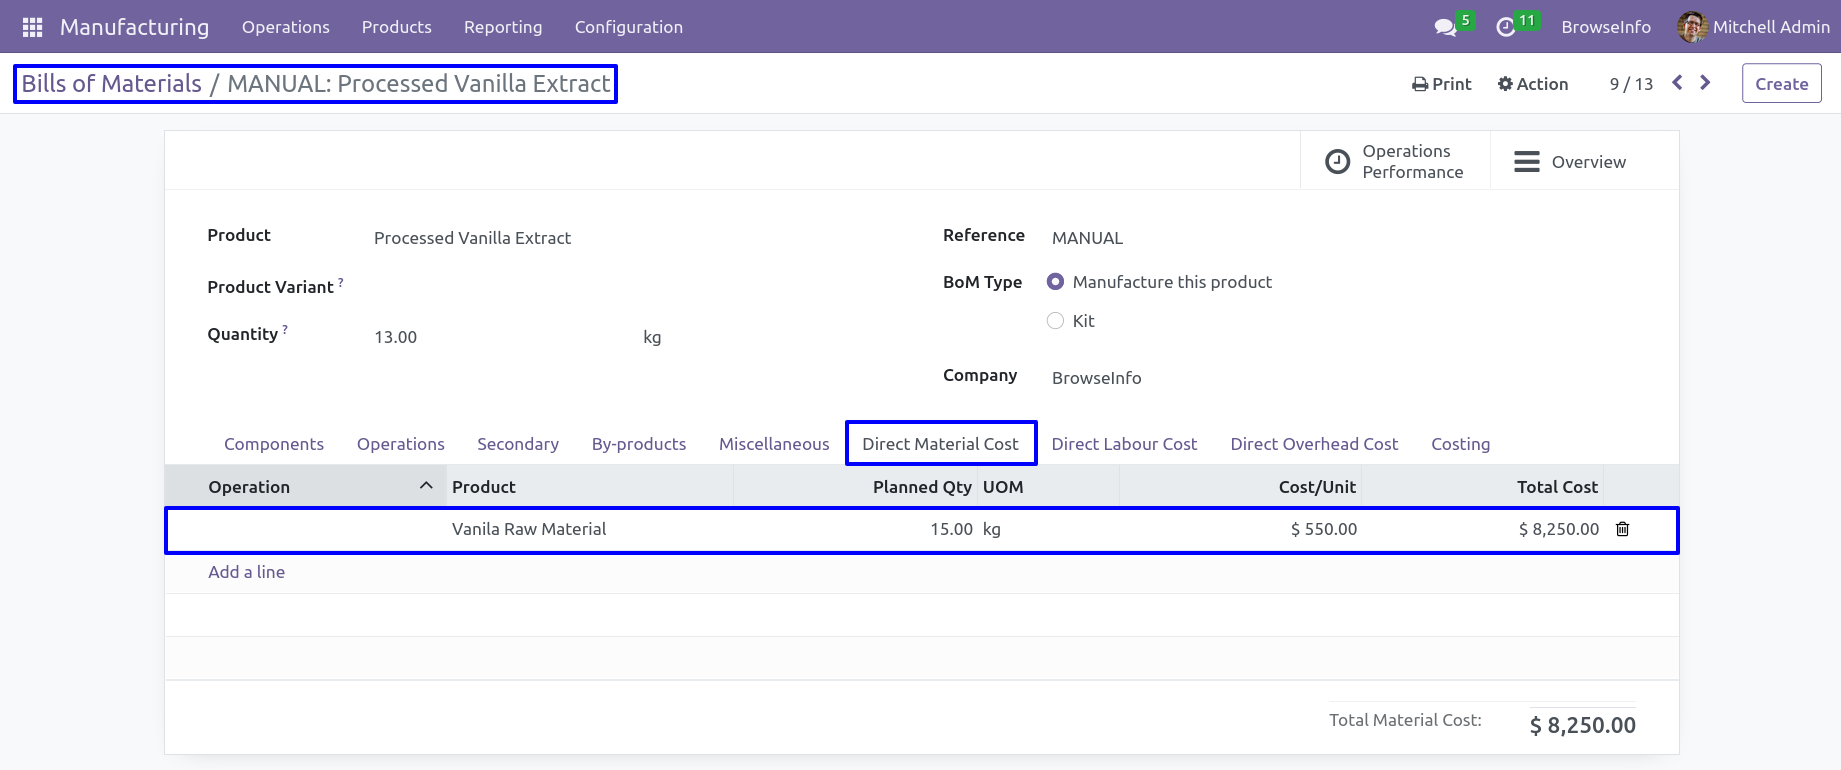 Manufacturing Operations Products Reporting Configuration 5 11 BrowseInfo Mitchell Admin
Bills of Materials / MANUAL: Processed Vanilla Extract Print Action 9 / 13 Create
Operations
Performance
Overview
Product Processed Vanilla Extract Reference MANUAL
Product Variant ? BoM Type Manufacture this product
Kit
Quantity ? 13.00 kg
Company BrowseInfo
Components Operations Secondary By-products Miscellaneous Direct Material Cost Direct Labour Cost Direct Overhead Cost Costing
Operation Product Planned Qty UOM Cost/Unit Total Cost
Vanila Raw Material 15.00 kg $ 550.00 $ 8,250.00
Add a line
Total Material Cost: $ 8,250.00